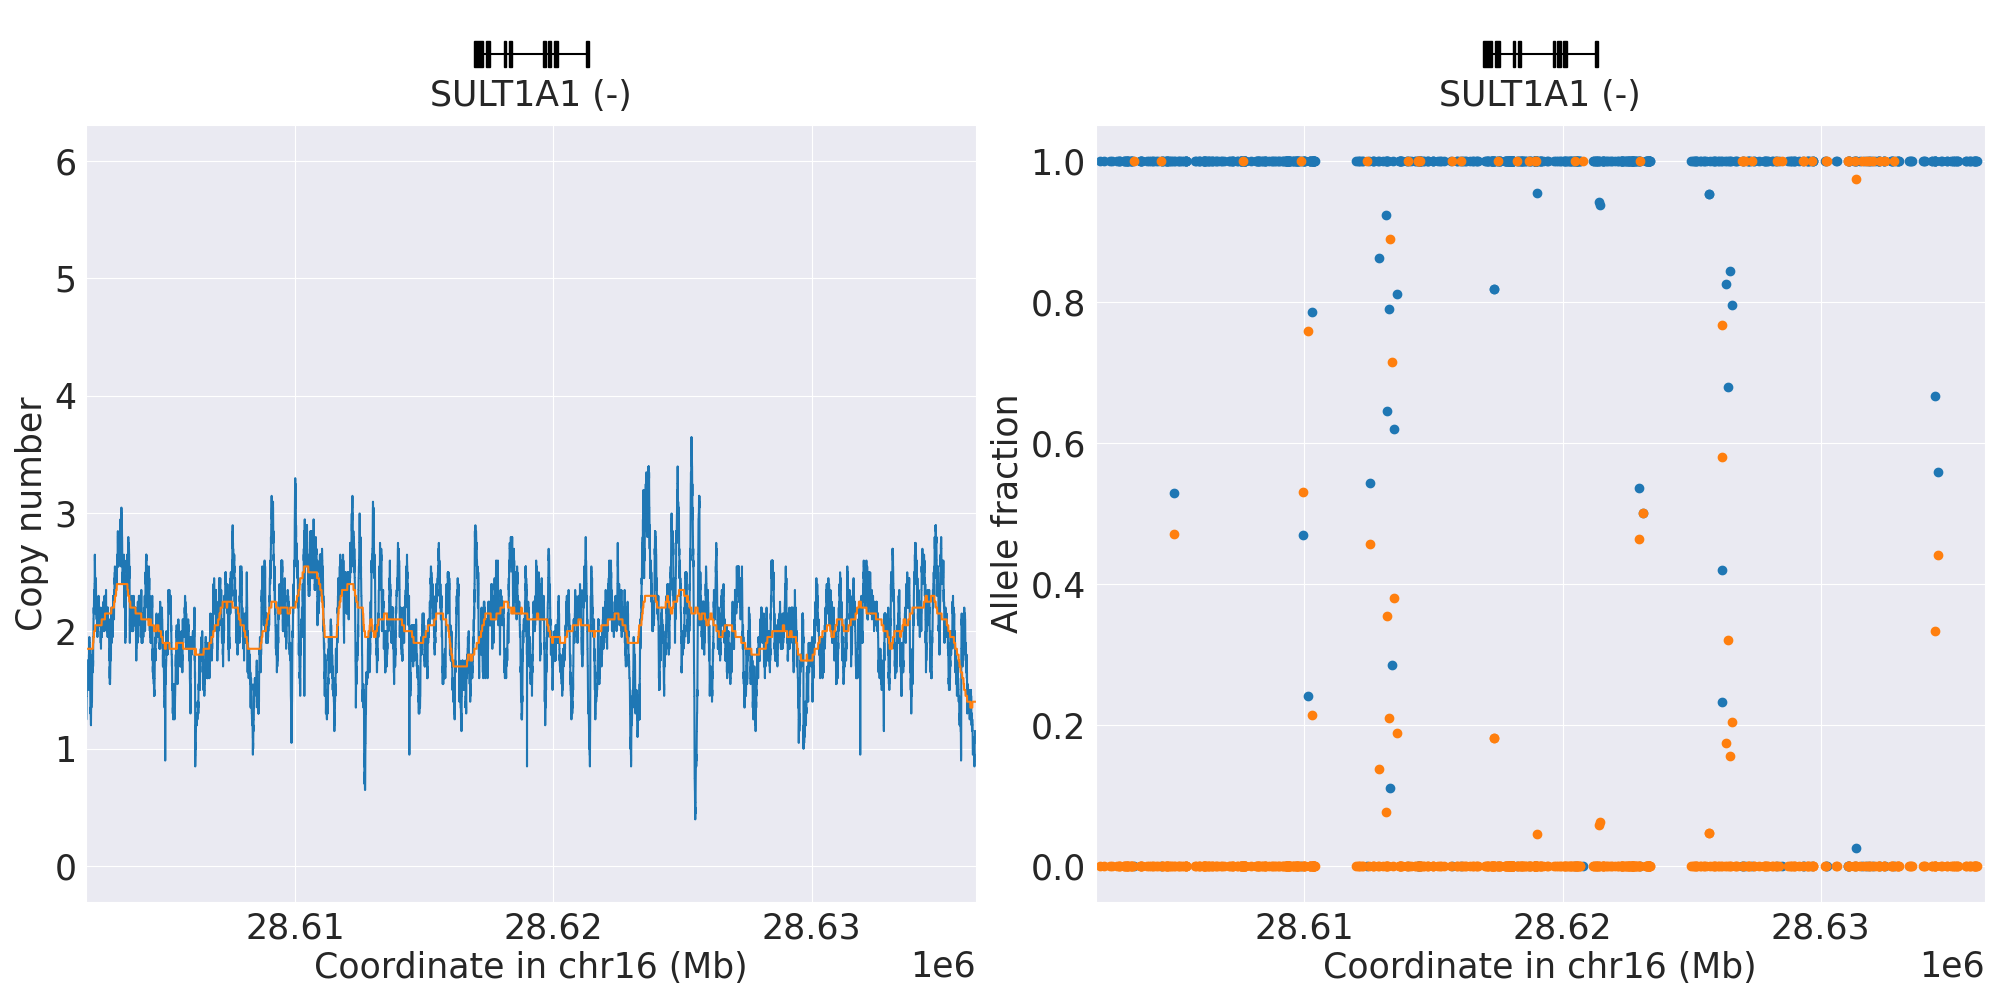 SULT1A1 (-)
6
5
4
3
2
1
0
Copy number
28.61
28.62
28.63
Coordinate in chr16 (Mb)
1e6
SULT1A1 (-)
1.0
0.8
0.6
0.4
0.2
0.0
Allele fraction
28.61
28.62
28.63
Coordinate in chr16 (Mb)
1e6